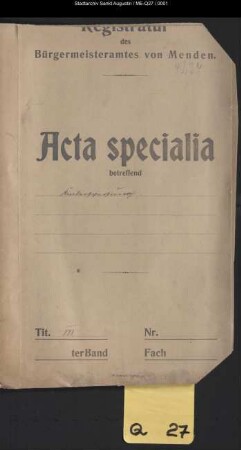 Stadtarchiv Sankt Augustin / ME-Q27 / 0001
Registratur
des
Bürgermeisteramtes von Menden.
Acta specialia
betreffend
Tit. Nr.
terBand Fach
Q 27